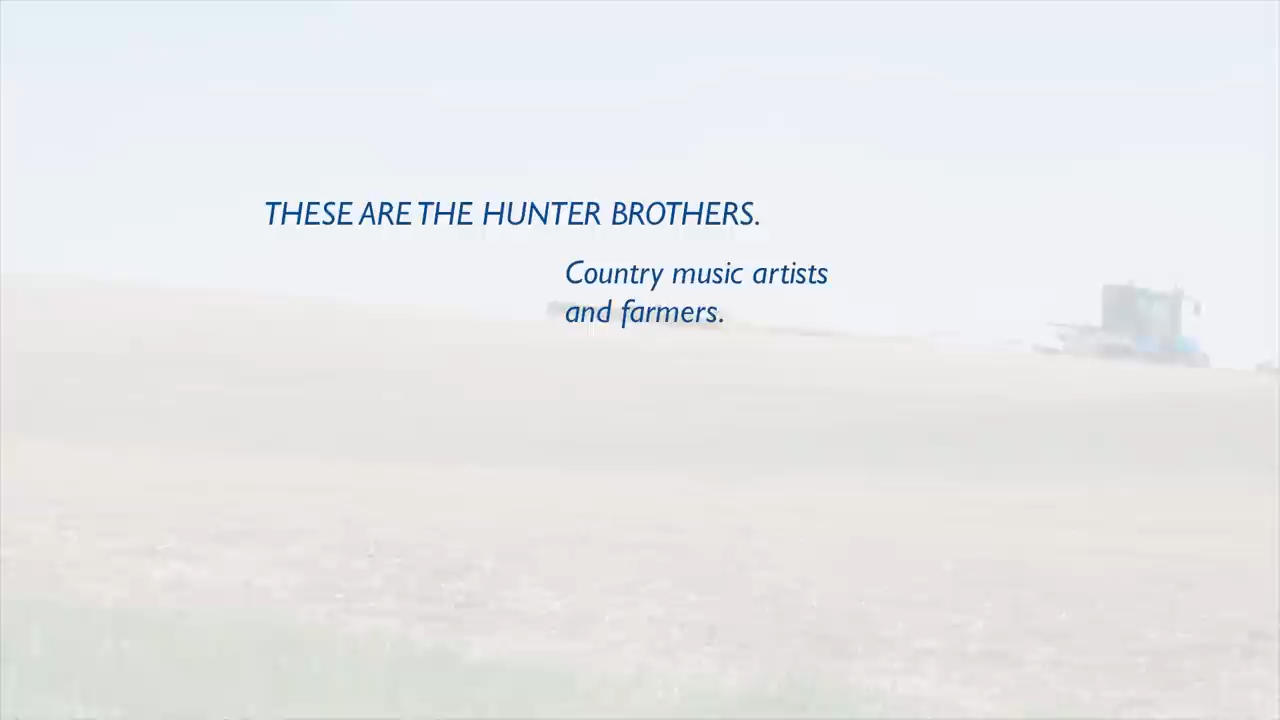 THESE ARE THE HUNTER BROTHERS.
Country music artists
and farmers.